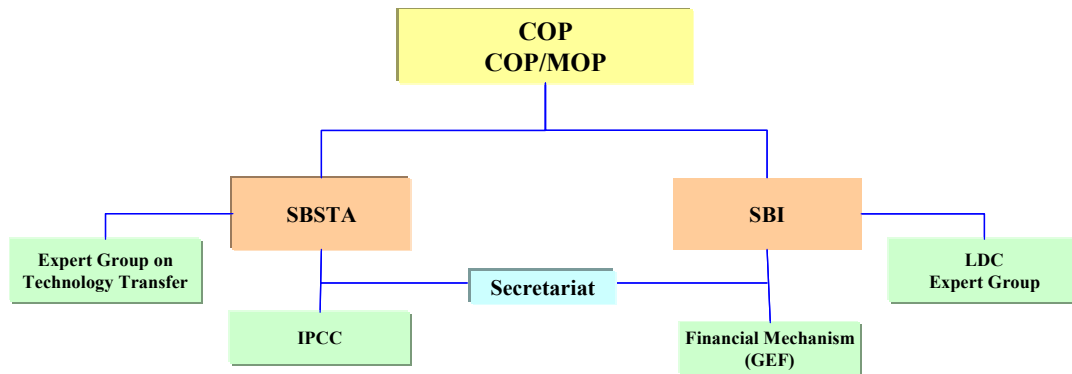 COP
COP/MOP
SBSTA
SBI
Expert Group on
Technology Transfer
LDC
Expert Group
Secretariat
IPCC
Financial Mechanism
(GEF)